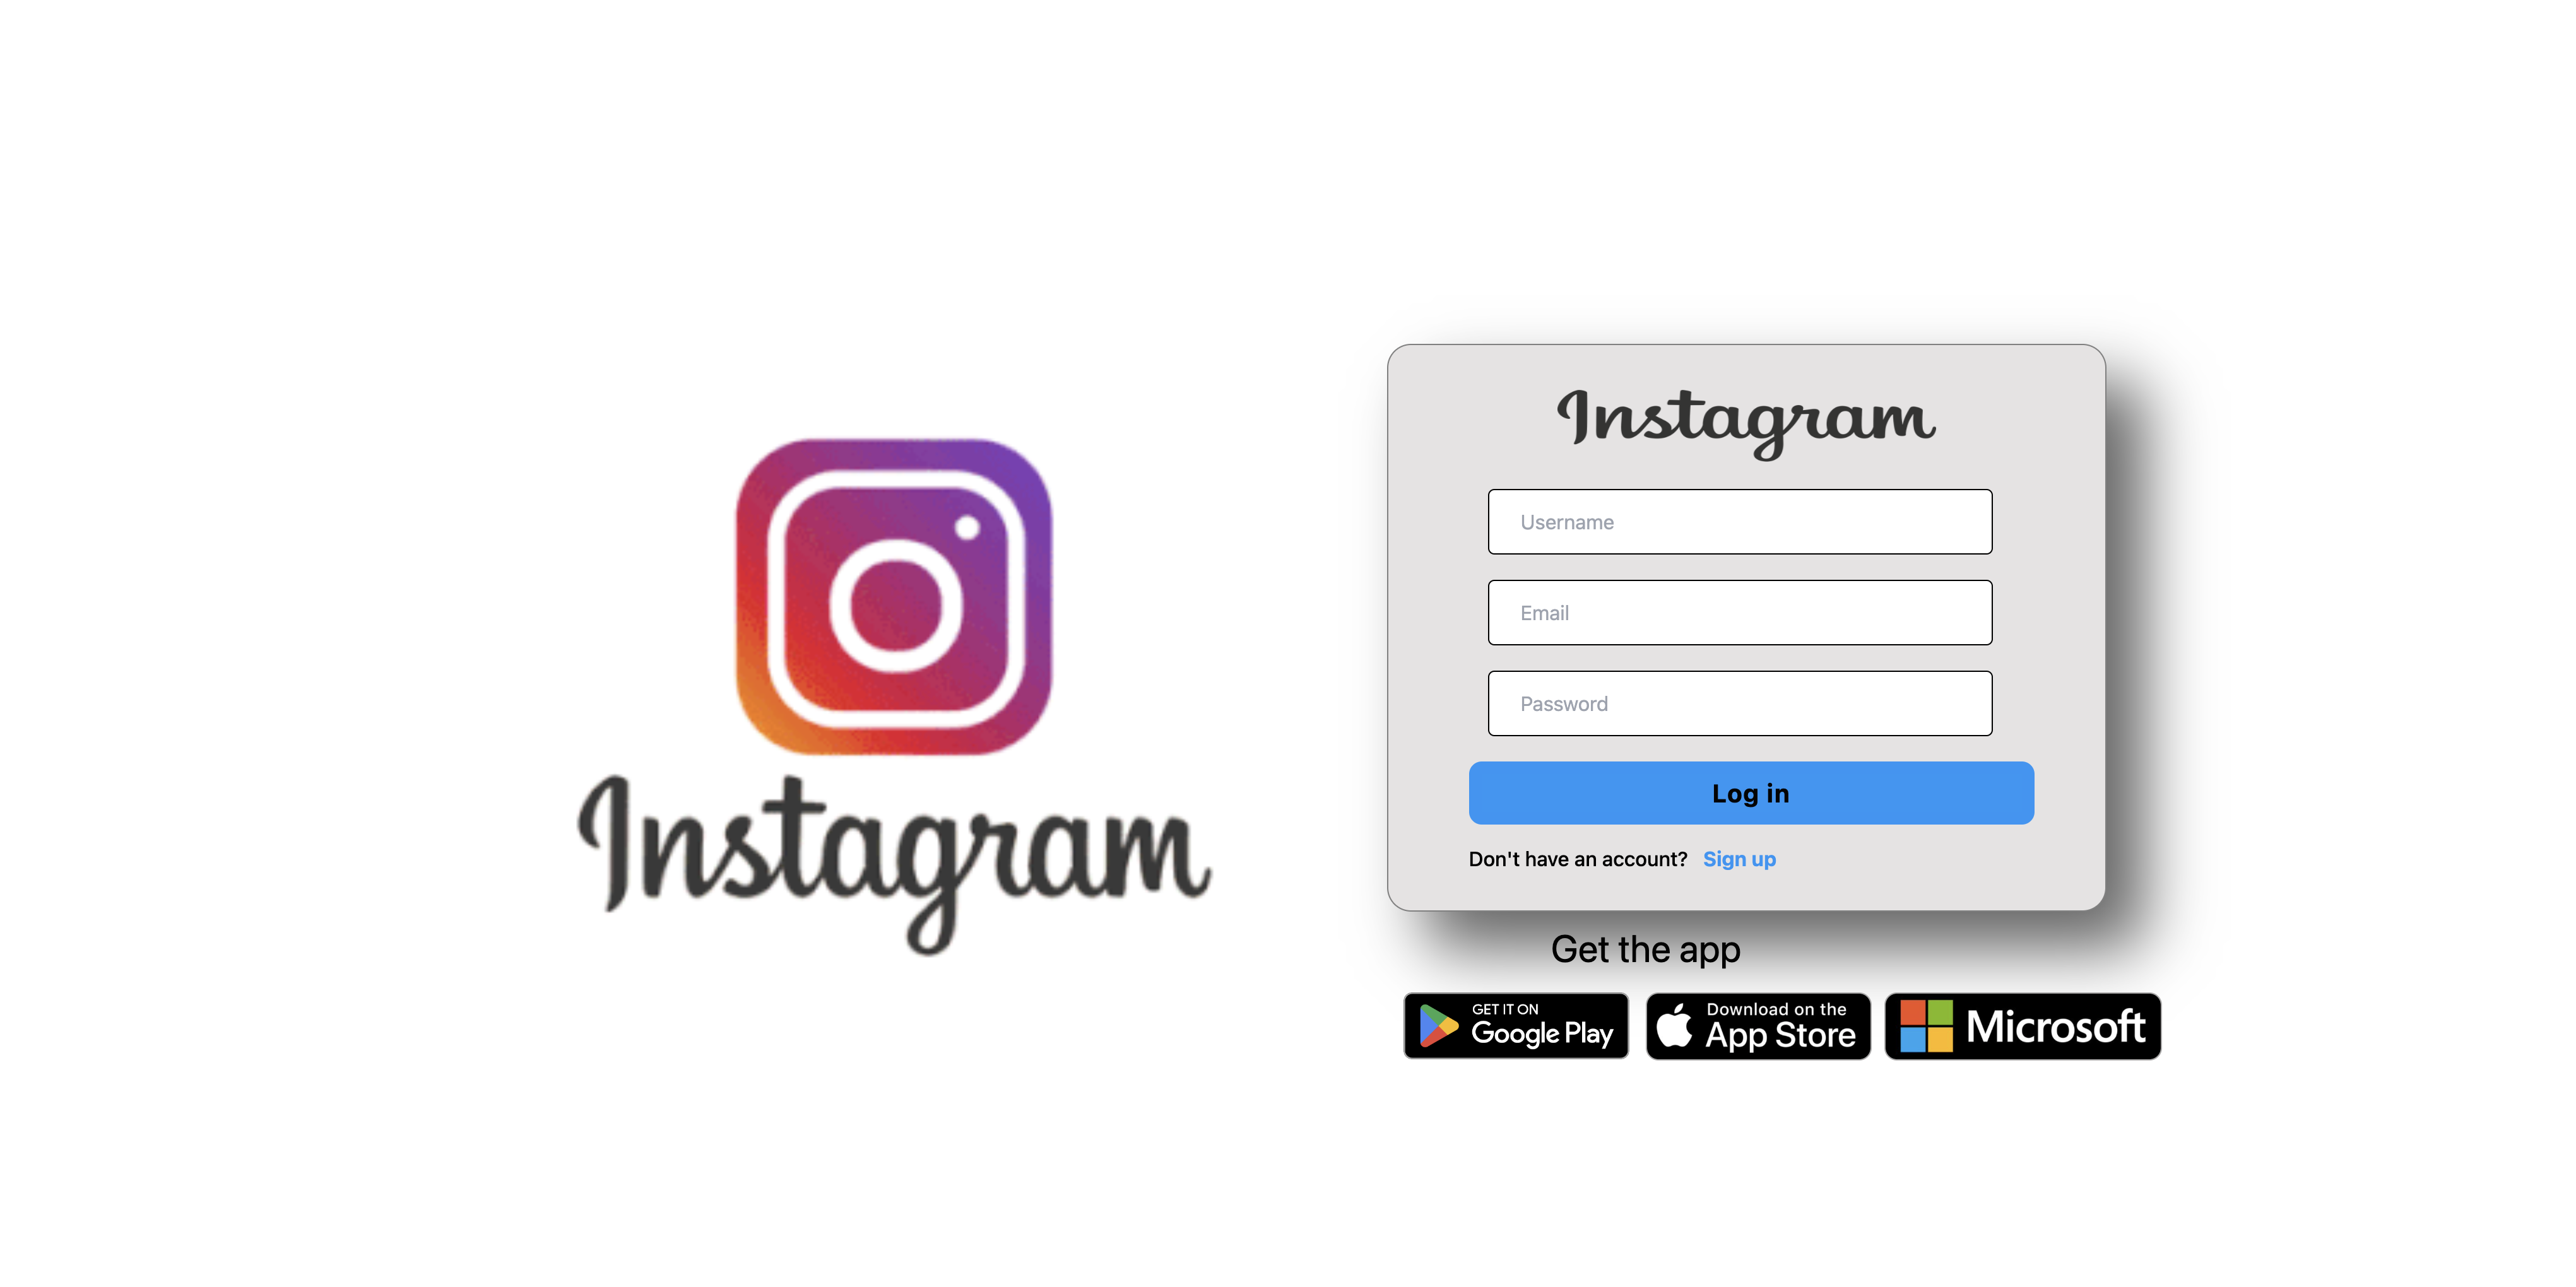 Instagram
Instagram
Username
Email
Password
Log in
Don't have an account? Sign up
Get the app
GET IT ON
Google Play
Download on the
App Store
Microsoft